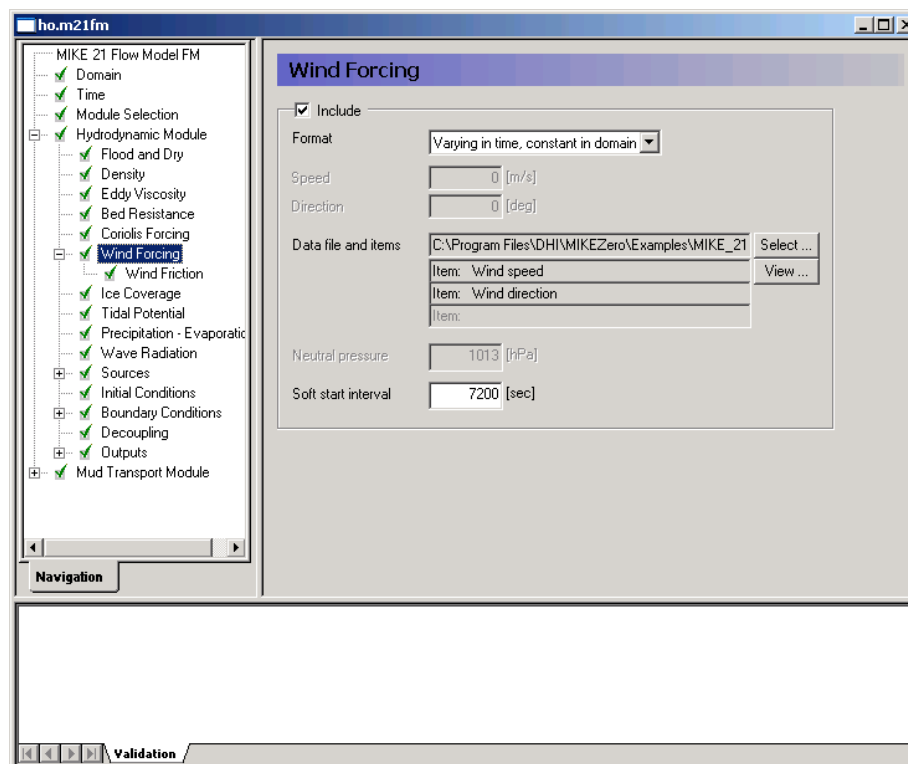 ho.m21fm
MIKE 21 Flow Model FM
Domain
Time
Module Selection
Hydrodynamic Module
Flood and Dry
Density
Eddy Viscosity
Bed Resistance
Coriolis Forcing
Wind Forcing
Wind Friction
Ice Coverage
Tidal Potential
Precipitation - Evaporatic
Wave Radiation
Sources
Initial Conditions
Boundary Conditions
Decoupling
Outputs
Mud Transport Module
Navigation
Wind Forcing
Include
Format Varying in time, constant in domain
Speed 0 [m/s]
Direction 0 [deg]
Data file and items C:\Program Files\DHI\MIKEZero\Examples\MIKE_21 Select ...
Item: Wind speed View ...
Item: Wind direction
Item:
Neutral pressure 1013 [hPa]
Soft start interval 7200 [sec]
Validation